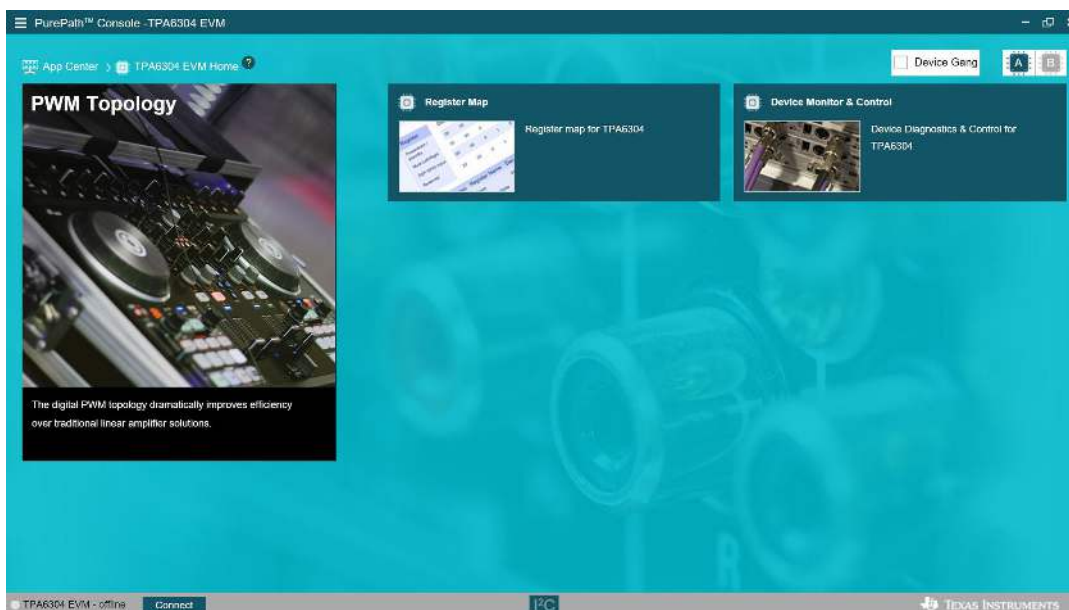 PurePath™ Console -TPA6304 EVM
App Center > TPA6304 EVM Home ?
Device Gang
A B
PWM Topology
The digital PWM topology dramatically improves efficiency
over traditional linear amplifier solutions.
Register Map
Register map for TPA6304
Device Monitor & Control
Device Diagnostics & Control for
TPA6304
TPA6304 EVM - offline
Connect
I²C
TEXAS INSTRUMENTS